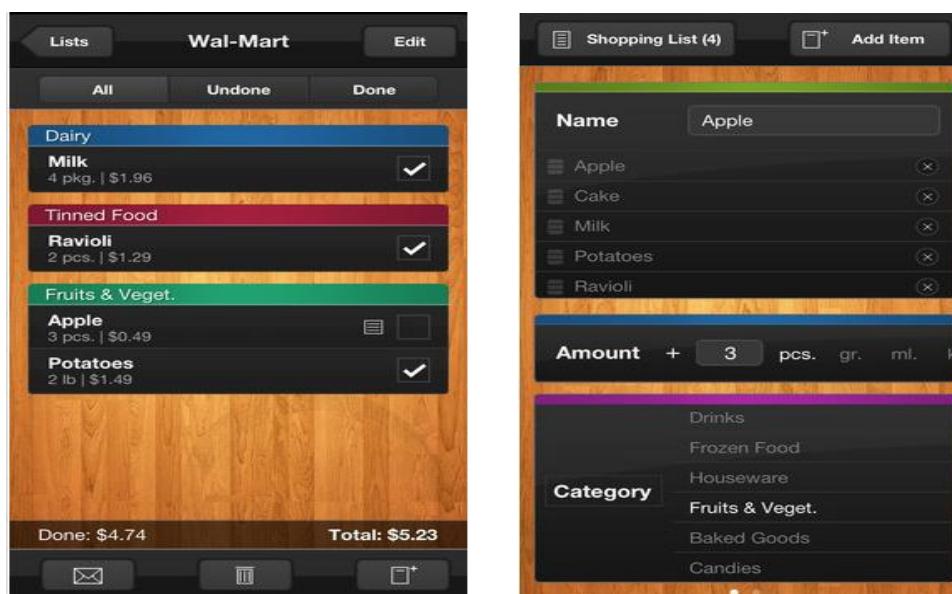 Lists
Wal-Mart
Edit
All
Undone
Done
Dairy
Milk
4 pkg. | $1.96
Tinned Food
Ravioli
2 pcs. | $1.29
Fruits & Veget.
Apple
3 pcs. | $0.49
Potatoes
2 lb | $1.49
Done: $4.74
Total: $5.23
Shopping List (4)
Add Item
Name
Apple
Apple
Cake
Milk
Potatoes
Ravioli
Amount + 3 pcs. gr. ml.
Category
Drinks
Frozen Food
Houseware
Fruits & Veget.
Baked Goods
Candies